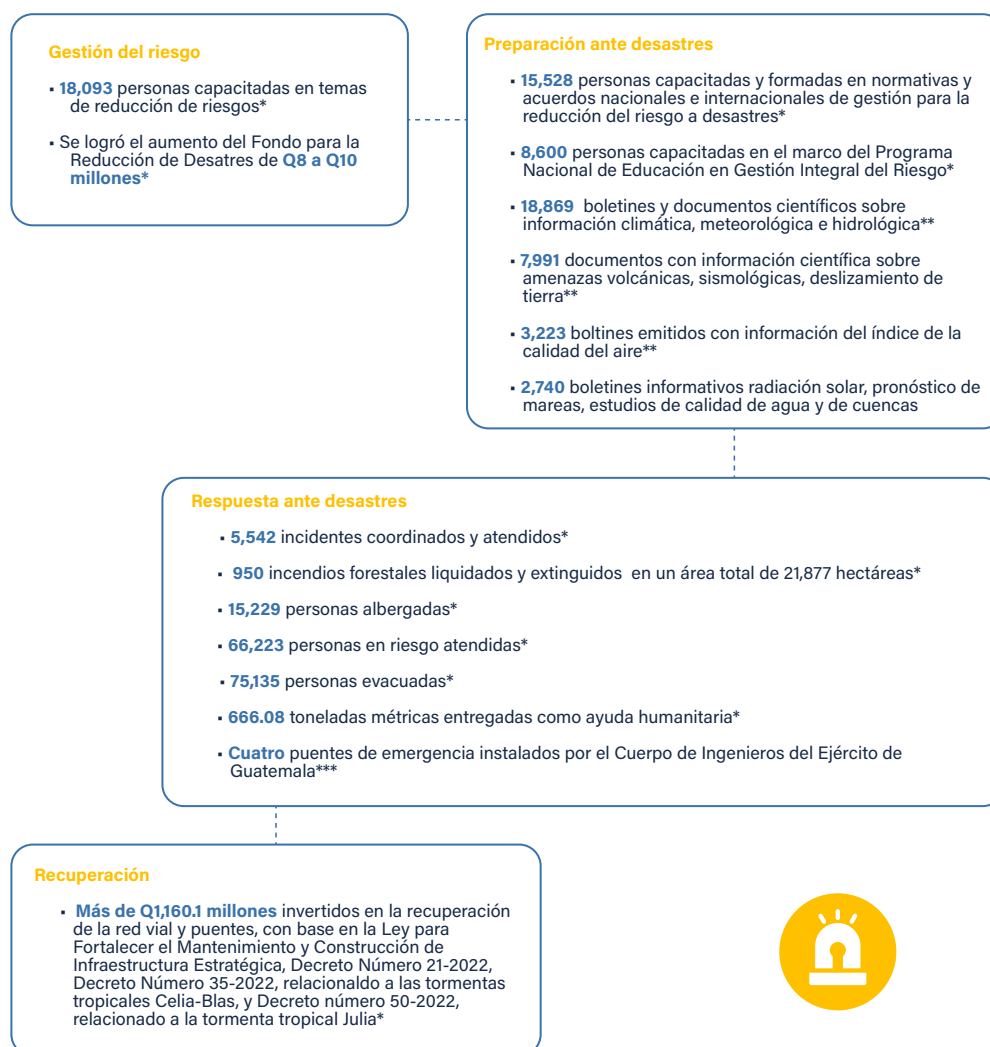 Gestión del riesgo
▪ 18,093 personas capacitadas en temas
de reducción de riesgos*
▪ Se logró el aumento del Fondo para la
Reducción de Desatres de Q8 a Q10
millones*
Preparación ante desastres
▪ 15,528 personas capacitadas y formadas en normativas y
acuerdos nacionales e internacionales de gestión para la
reducción del riesgo a desastres*
▪ 8,600 personas capacitadas en el marco del Programa
Nacional de Educación en Gestión Integral del Riesgo*
▪ 18,869 boletines y documentos científicos sobre
información climática, meteorológica e hidrológica**
▪ 7,991 documentos con información científica sobre
amenazas volcánicas, sismológicas, deslizamiento de
tierra**
▪ 3,223 boltines emitidos con información del índice de la
calidad del aire**
▪ 2,740 boletines informativos radiación solar, pronóstico de
mareas, estudios de calidad de agua y de cuencas
Respuesta ante desastres
▪ 5,542 incidentes coordinados y atendidos*
▪ 950 incendios forestales liquidados y extinguidos en un área total de 21,877 hectáreas*
▪ 15,229 personas albergadas*
▪ 66,223 personas en riesgo atendidas*
▪ 75,135 personas evacuadas*
▪ 666.08 toneladas métricas entregadas como ayuda humanitaria*
▪ Cuatro puentes de emergencia instalados por el Cuerpo de Ingenieros del Ejército de
Guatemala***
Recuperación
▪ Más de Q1,160.1 millones invertidos en la recuperación
de la red vial y puentes, con base en la Ley para
Fortalecer el Mantenimiento y Construcción de
Infraestructura Estratégica, Decreto Número 21-2022,
Decreto Número 35-2022, relacionaldo a las tormentas
tropicales Celia-Blas, y Decreto número 50-2022,
relacionado a la tormenta tropical Julia*